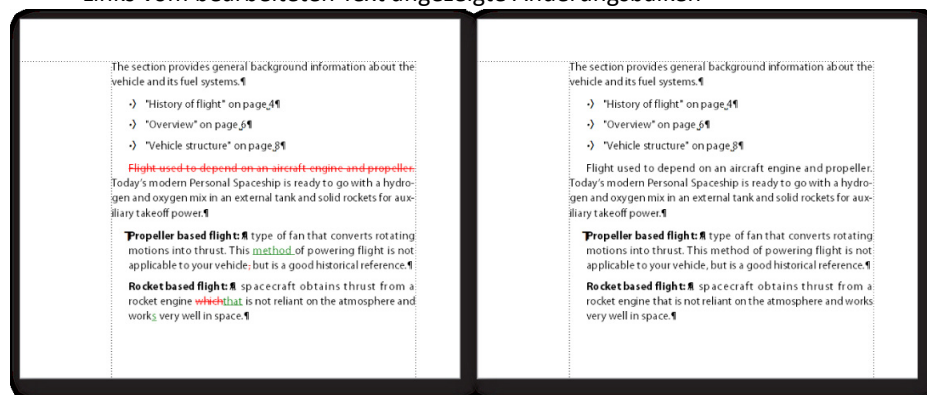 Links vom bearbeiteten Text angezeigte Änderungsbalken
The section provides general background information about the
vehicle and its fuel systems.¶
"History of flight" on page 4¶
"Overview" on page 6¶
"Vehicle structure" on page 8¶
Flight used to depend on an aircraft engine and propeller.
Today's modern Personal Spaceship is ready to go with a hydro-
gen and oxygen mix in an external tank and solid rockets for aux-
iliary takeoff power.¶
Propeller based flight: A type of fan that converts rotating
motions into thrust. This method of powering flight is not
applicable to your vehicle; but is a good historical reference.¶
Rocket based flight: A spacecraft obtains thrust from a
rocket engine whichthat is not reliant on the atmosphere and
works very well in space.¶
The section provides general background information about the
vehicle and its fuel systems.¶
"History of flight" on page 4¶
"Overview" on page 6¶
"Vehicle structure" on page 8¶
Flight used to depend on an aircraft engine and propeller.
Today's modern Personal Spaceship is ready to go with a hydro-
gen and oxygen mix in an external tank and solid rockets for aux-
iliary takeoff power.¶
Propeller based flight: A type of fan that converts rotating
motions into thrust. This method of powering flight is not
applicable to your vehicle, but is a good historical reference.¶
Rocket based flight: A spacecraft obtains thrust from a
rocket engine that is not reliant on the atmosphere and works
very well in space.¶